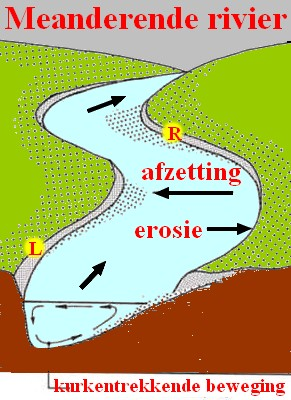 Meanderende rivier
R
afzetting
erosie
L
kurkentrekkende beweging